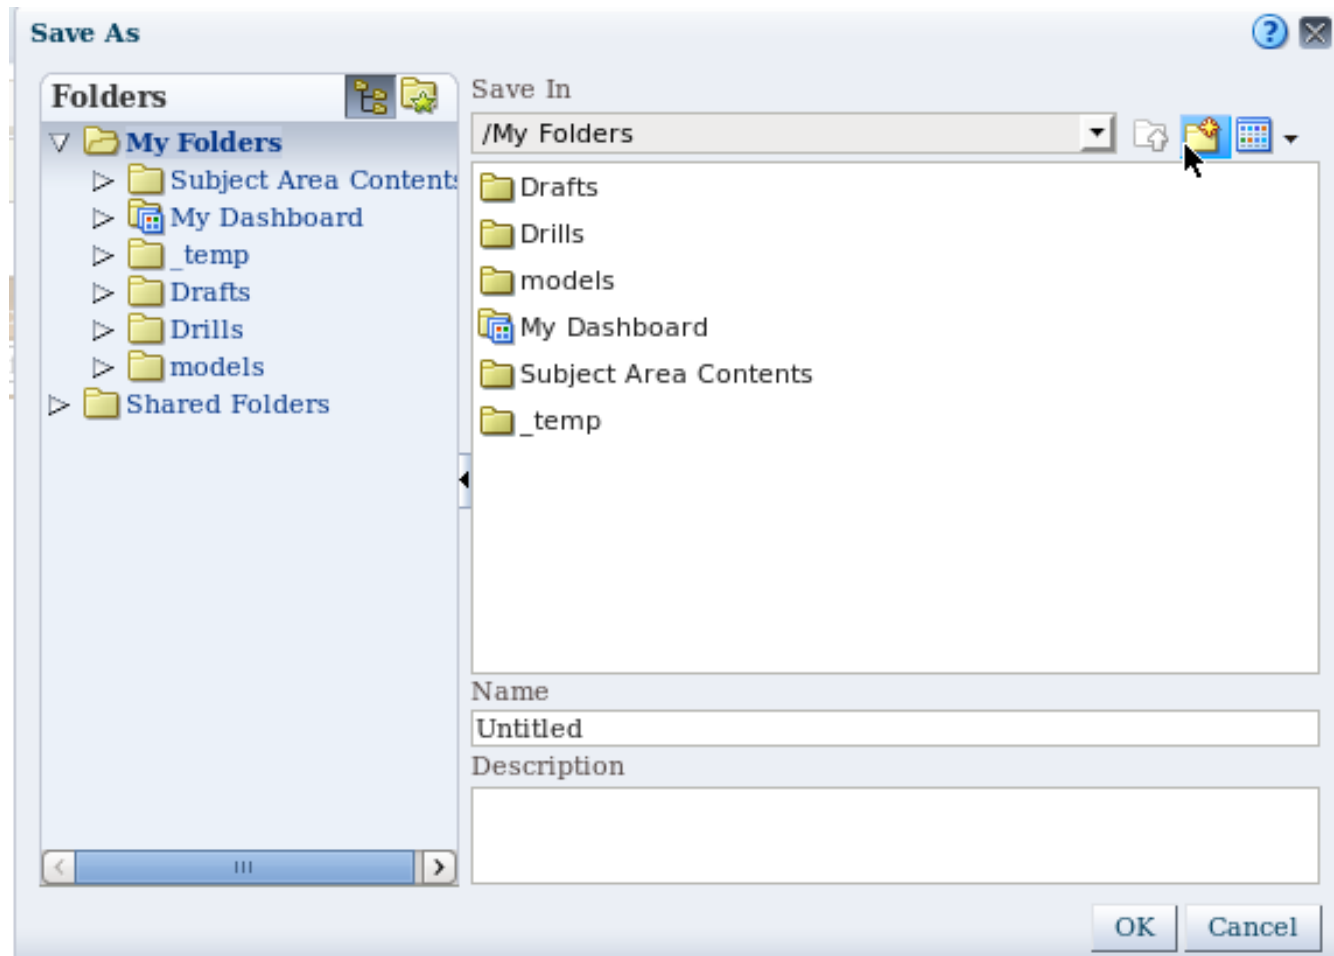 Save As
Folders
My Folders
Subject Area Contents
My Dashboard
_temp
Drafts
Drills
models
Shared Folders
Save In
/My Folders
Drafts
Drills
models
My Dashboard
Subject Area Contents
_temp
Name
Untitled
Description
OK
Cancel